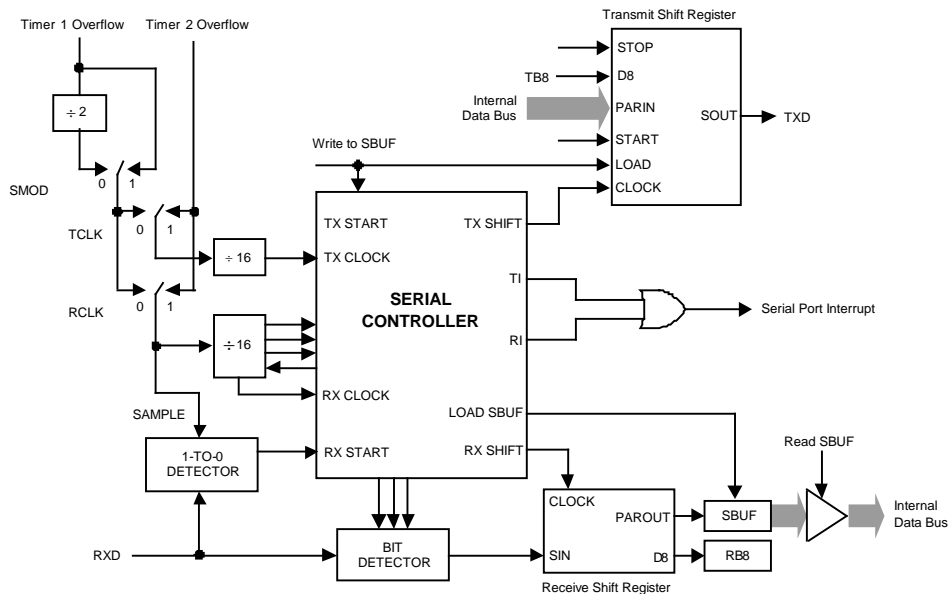 Timer 1 Overflow
Timer 2 Overflow
Transmit Shift Register
STOP
TB8
D8
÷ 2
Internal
Data Bus
PARIN
SOUT
TXD
START
Write to SBUF
LOAD
SMOD
0
1
CLOCK
TX START
TX SHIFT
TCLK
0
1
÷ 16
TX CLOCK
TI
SERIAL
CONTROLLER
Serial Port Interrupt
RCLK
0
1
÷ 16
RI
RX CLOCK
SAMPLE
LOAD SBUF
1-TO-0
DETECTOR
RX START
RX SHIFT
Read SBUF
CLOCK
PAROUT
SBUF
Internal
Data Bus
RXD
BIT
DETECTOR
SIN
D8
RB8
Receive Shift Register